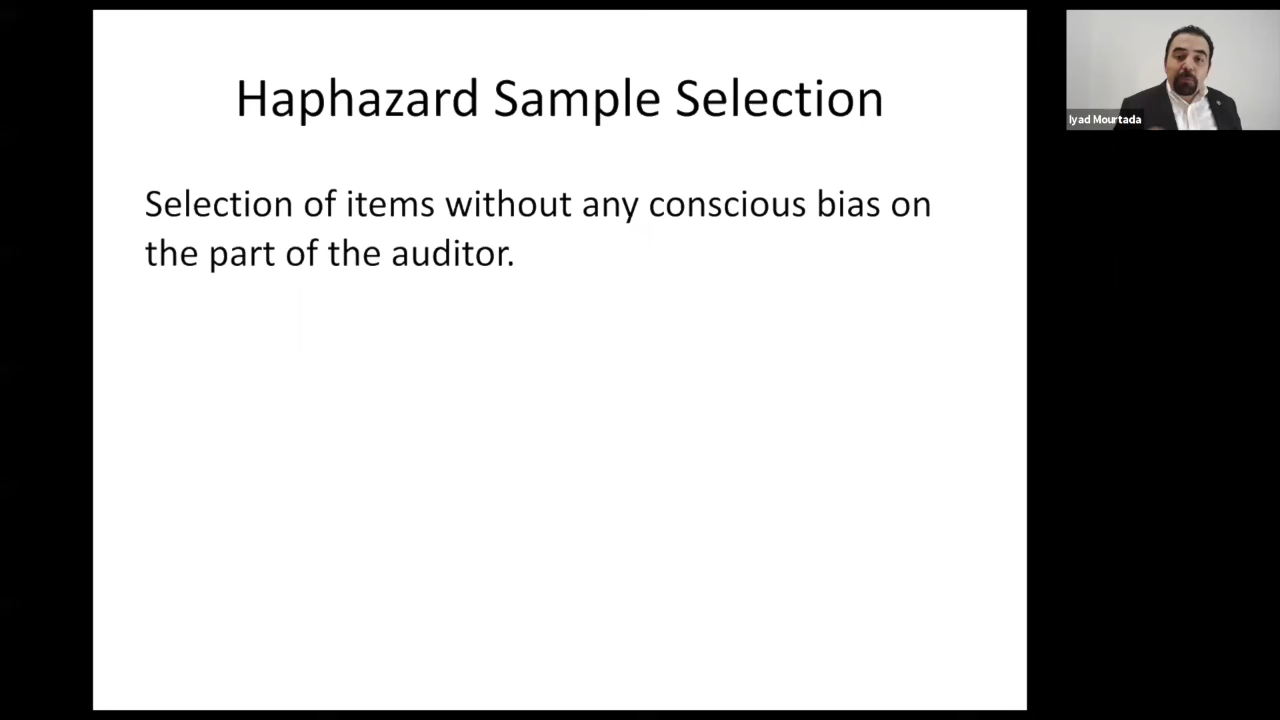 Haphazard Sample Selection
Selection of items without any conscious bias on
the part of the auditor.
Iyad Mourtada